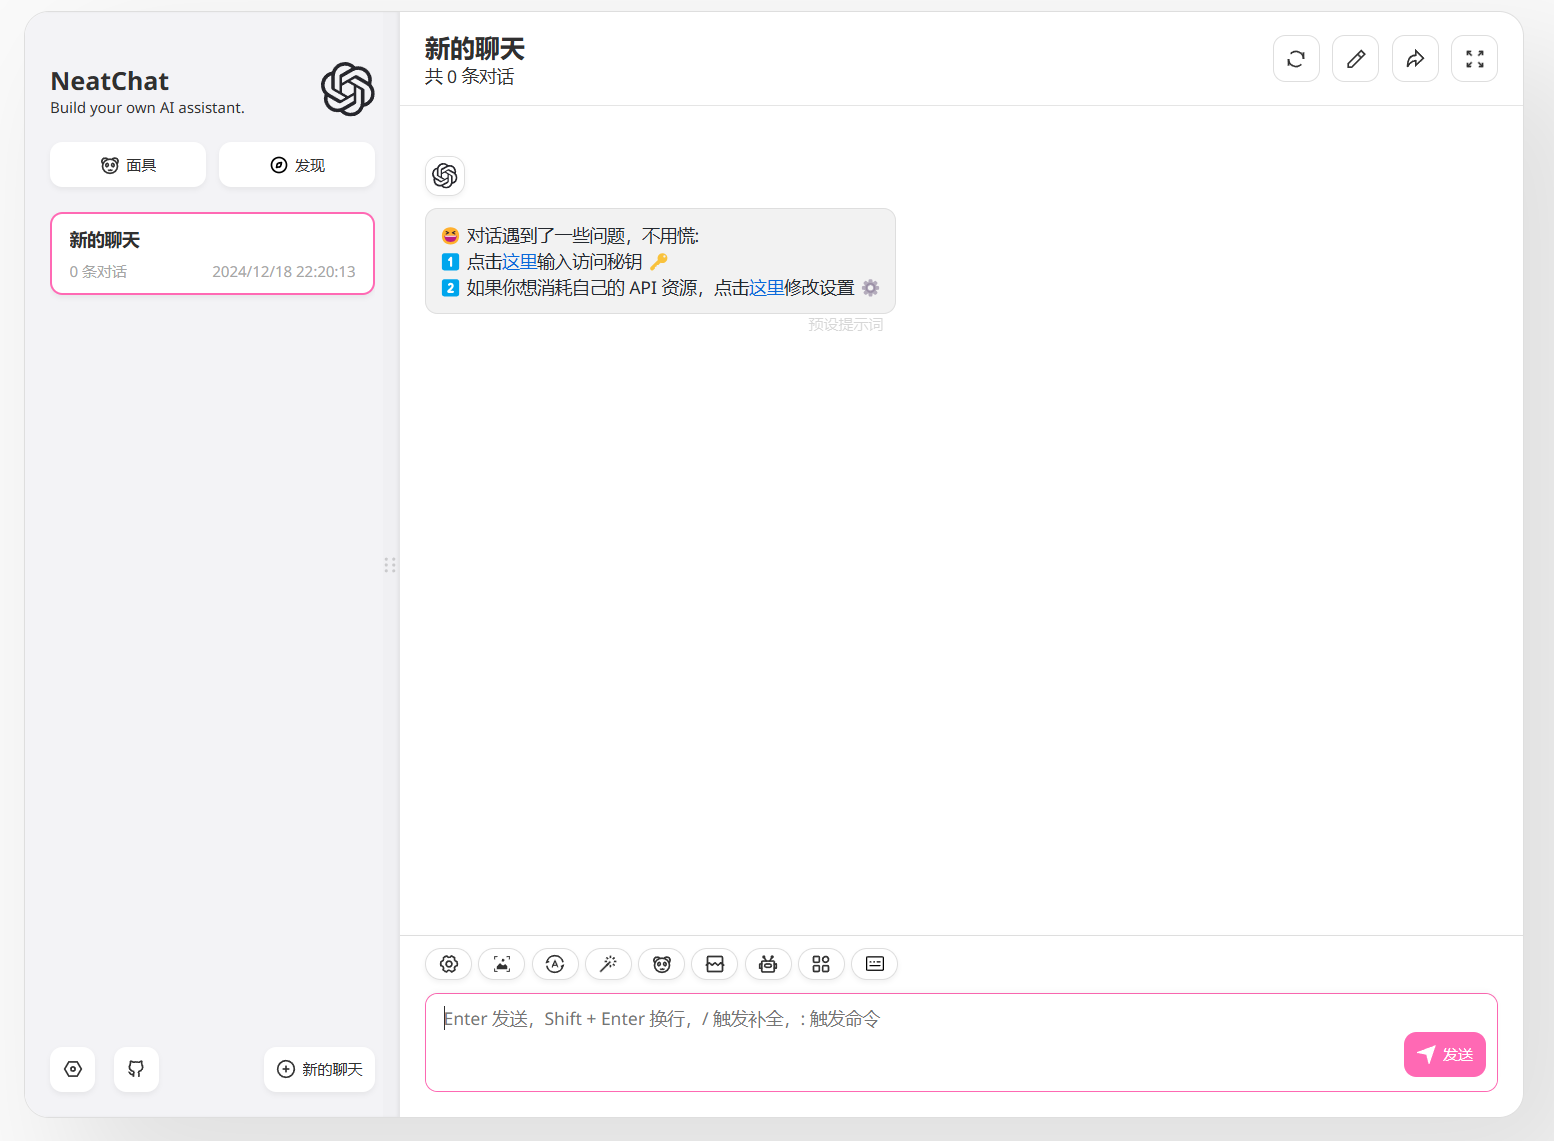 NeatChat
Build your own AI assistant.
面具
发现
新的聊天
0 条对话
2024/12/18 22:20:13
新的聊天
新的聊天
共 0 条对话
😆 对话遇到了一些问题，不用慌:
1️⃣ 点击这里输入访问秘钥 🔑
2️⃣ 如果你想消耗自己的 API 资源，点击这里修改设置 ⚙️
预设提示词
Enter 发送，Shift + Enter 换行，/ 触发补全，: 触发命令
发送